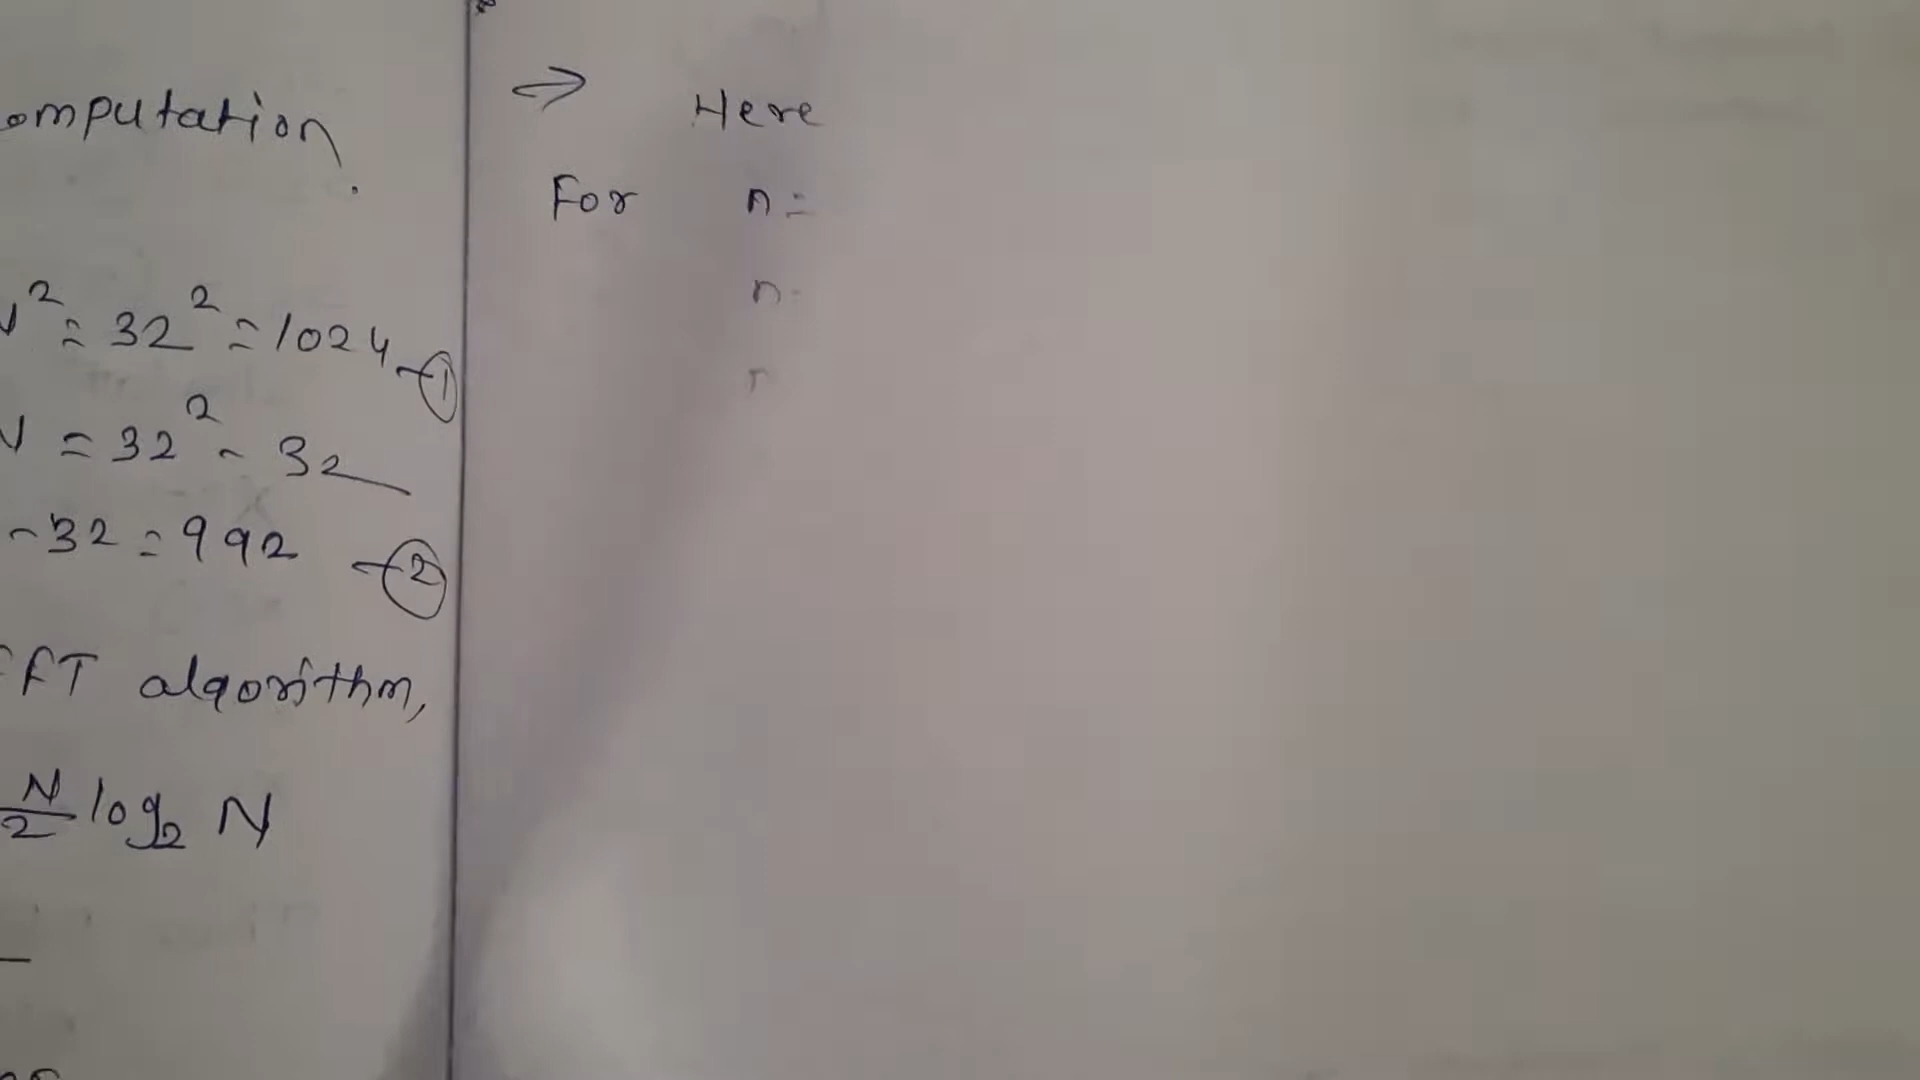 omputation.
² = 32² = 1024 -①
= 32² - 32
- 32 = 992 -②
FT algorithm,
N/2 log₂ N
⇒ Here
For n =
n